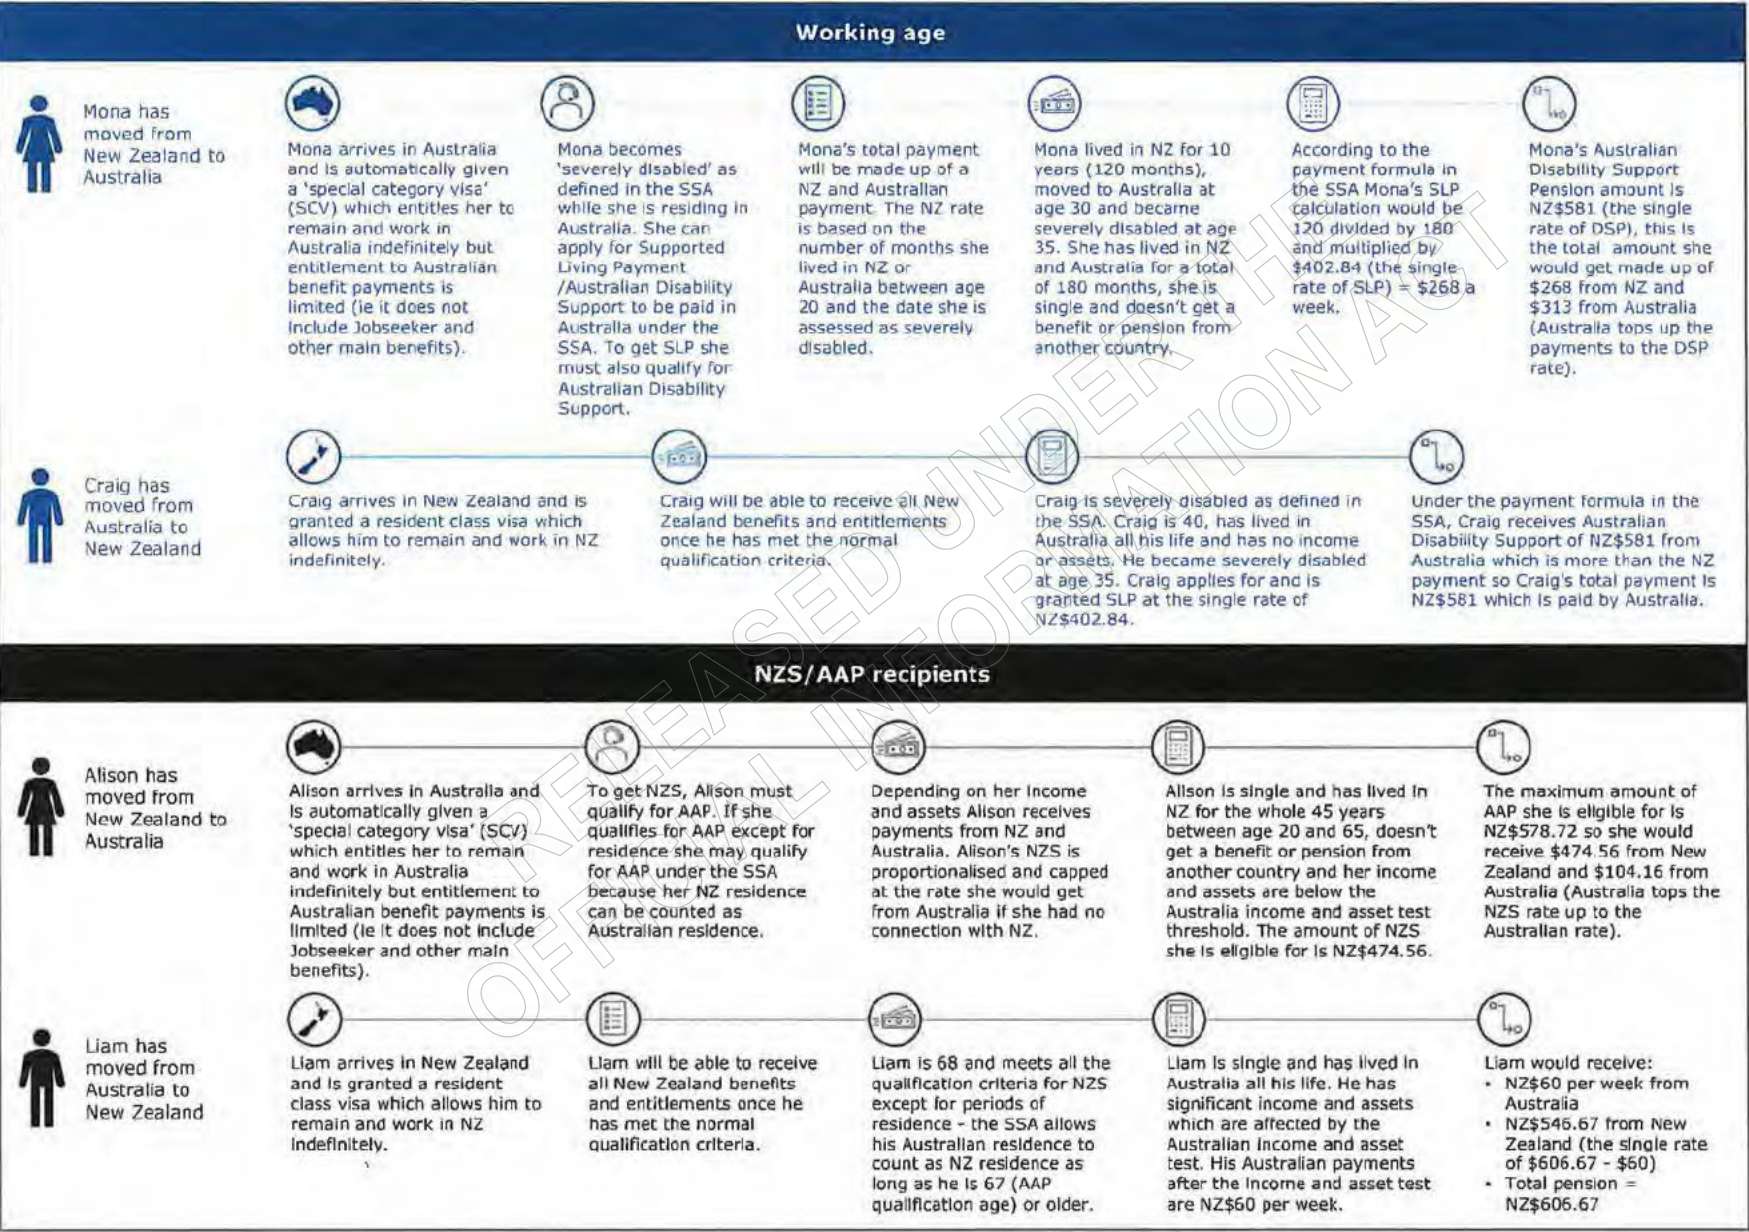 Working age
Mona has
moved from
New Zealand to
Australia
Mona arrives in Australia
and is automatically given
a 'special category visa'
(SCV) which entitles her to
remain and work in
Australia indefinitely but
entitlement to Australian
benefit payments is
limited (ie it does not
include Jobseeker and
other main benefits).
Mona becomes
'severely disabled' as
defined in the SSA
while she is residing in
Australia. She can
apply for Supported
Living Payment
/Australian Disability
Support to be paid in
Australia under the
SSA. To get SLP she
must also qualify for
Australian Disability
Support.
Mona's total payment
will be made up of a
NZ and Australian
payment. The NZ rate
is based on the
number of months she
lived in NZ or
Australia between age
20 and the date she is
assessed as severely
disabled.
Mona lived in NZ for 10
years (120 months),
moved to Australia at
age 30 and became
severely disabled at age
35. She has lived in NZ
and Australia for a total
of 180 months, she is
single and doesn't get a
benefit or pension from
another country.
According to the
payment formula in
the SSA Mona's SLP
calculation would be
120 divided by 180
and multiplied by
$402.84 (the single
rate of SLP) = $268 a
week.
Mona's Australian
Disability Support
Pension amount is
NZ$581 (the single
rate of DSP), this is
the total amount she
would get made up of
$268 from NZ and
$313 from Australia
(Australia tops up the
payments to the DSP
rate).
Craig has
moved from
Australia to
New Zealand
Craig arrives in New Zealand and is
granted a resident class visa which
allows him to remain and work in NZ
indefinitely.
Craig will be able to receive all New
Zealand benefits and entitlements
once he has met the normal
qualification criteria.
Craig is severely disabled as defined in
the SSA. Craig is 40, has lived in
Australia all his life and has no income
or assets. He became severely disabled
at age 35. Craig applies for and is
granted SLP at the single rate of
NZ$402.84.
Under the payment formula in the
SSA, Craig receives Australian
Disability Support of NZ$581 from
Australia which is more than the NZ
payment so Craig's total payment is
NZ$581 which is paid by Australia.
NZS/AAP recipients
Alison has
moved from
New Zealand to
Australia
Alison arrives in Australia and
is automatically given a
'special category visa' (SCV)
which entitles her to remain
and work in Australia
indefinitely but entitlement to
Australian benefit payments is
limited (ie it does not include
Jobseeker and other main
benefits).
To get NZS, Alison must
qualify for AAP. If she
qualifies for AAP except for
residence she may qualify
for AAP under the SSA
because her NZ residence
can be counted as
Australian residence.
Depending on her income
and assets Alison receives
payments from NZ and
Australia. Alison's NZS is
proportionalised and capped
at the rate she would get
from Australia if she had no
connection with NZ.
Alison is single and has lived in
NZ for the whole 45 years
between age 20 and 65, doesn't
get a benefit or pension from
another country and her income
and assets are below the
Australia income and asset test
threshold. The amount of NZS
she is eligible for is NZ$474.56.
The maximum amount of
AAP she is eligible for is
NZ$578.72 so she would
receive $474.56 from New
Zealand and $104.16 from
Australia (Australia tops the
NZS rate up to the
Australian rate).
Liam has
moved from
Australia to
New Zealand
Liam arrives in New Zealand
and is granted a resident
class visa which allows him to
remain and work in NZ
indefinitely.
Liam will be able to receive
all New Zealand benefits
and entitlements once he
has met the normal
qualification criteria.
Liam is 68 and meets all the
qualification criteria for NZS
except for periods of
residence - the SSA allows
his Australian residence to
count as NZ residence as
long as he is 67 (AAP
qualification age) or older.
Liam is single and has lived in
Australia all his life. He has
significant income and assets
which are affected by the
Australian income and asset
test. His Australian payments
after the income and asset test
are NZ$60 per week.
Liam would receive:
• NZ$60 per week from
Australia
• NZ$546.67 from New
Zealand (the single rate
of $606.67 - $60)
• Total pension =
NZ$606.67
RELEASED UNDER THE
OFFICIAL INFORMATION ACT